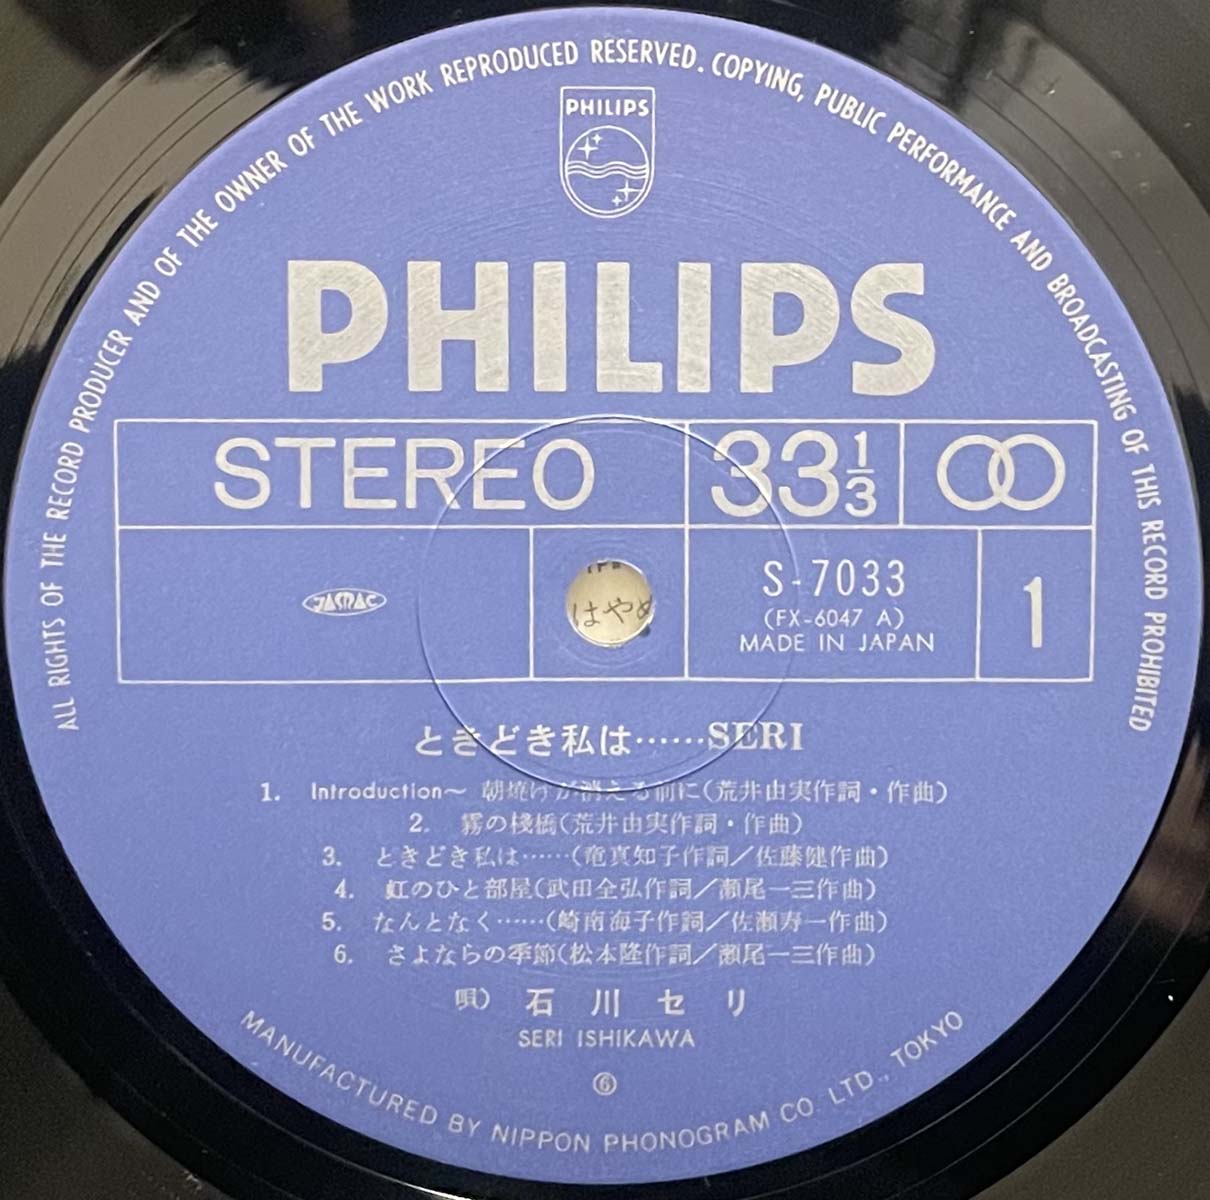 ALL RIGHTS OF THE RECORD PRODUCER AND OF THE OWNER OF THE WORK REPRODUCED RESERVED. COPYING, PUBLIC PERFORMANCE AND BROADCASTING OF THIS RECORD PROHIBITED
PHILIPS
PHILIPS
STEREO 33 1/3
JASRAC
はやめ
S-7033
(FX-6047 A)
MADE IN JAPAN
1
ときどき私は……SERI
1. Introduction〜 朝焼けが消える前に(荒井由実作詞・作曲)
2. 霧の棧橋(荒井由実作詞・作曲)
3. ときどき私は……(竜真知子作詞/佐藤健作曲)
4. 虹のひと部屋(武田全弘作詞/瀬尾一三作曲)
5. なんとなく……(崎南海子作詞/佐瀬寿一作曲)
6. さよならの季節(松本隆作詞/瀬尾一三作曲)
唄) 石川セリ
SERI ISHIKAWA
⑥
MANUFACTURED BY NIPPON PHONOGRAM CO. LTD., TOKYO